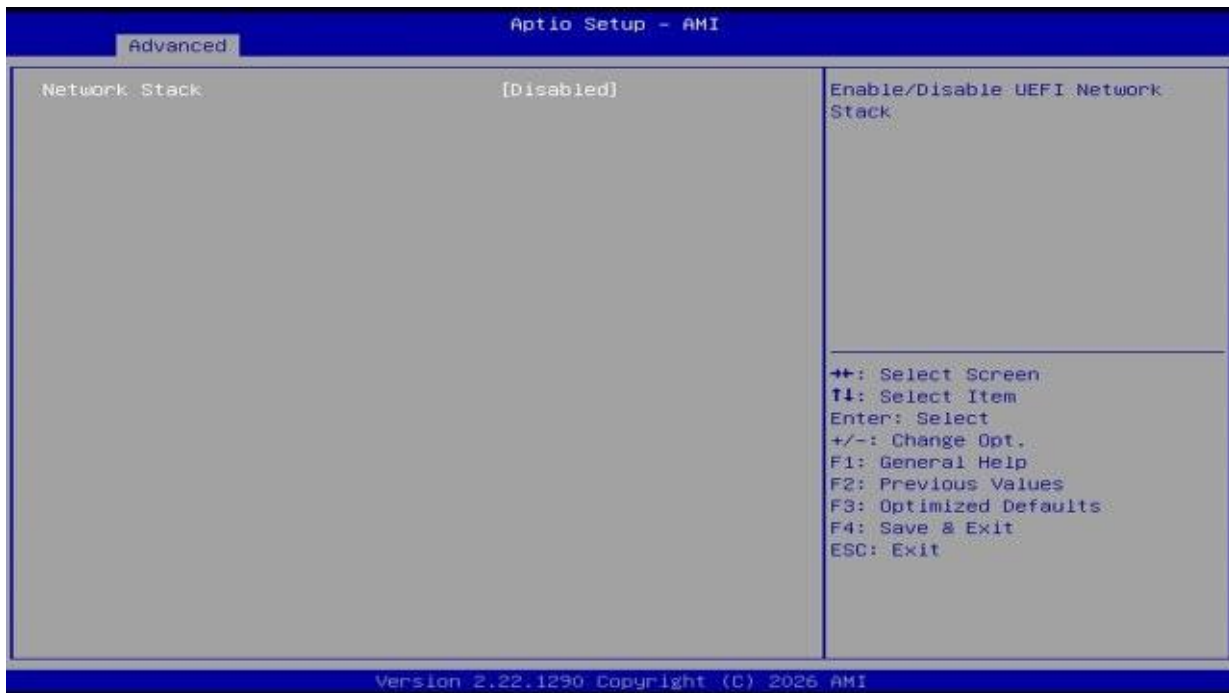 Aptio Setup - AMI
Advanced
Network Stack [Disabled]
Enable/Disable UEFI Network
Stack
→←: Select Screen
↑↓: Select Item
Enter: Select
+/-: Change Opt.
F1: General Help
F2: Previous Values
F3: Optimized Defaults
F4: Save & Exit
ESC: Exit
Version 2.22.1290 Copyright (C) 2026 AMI